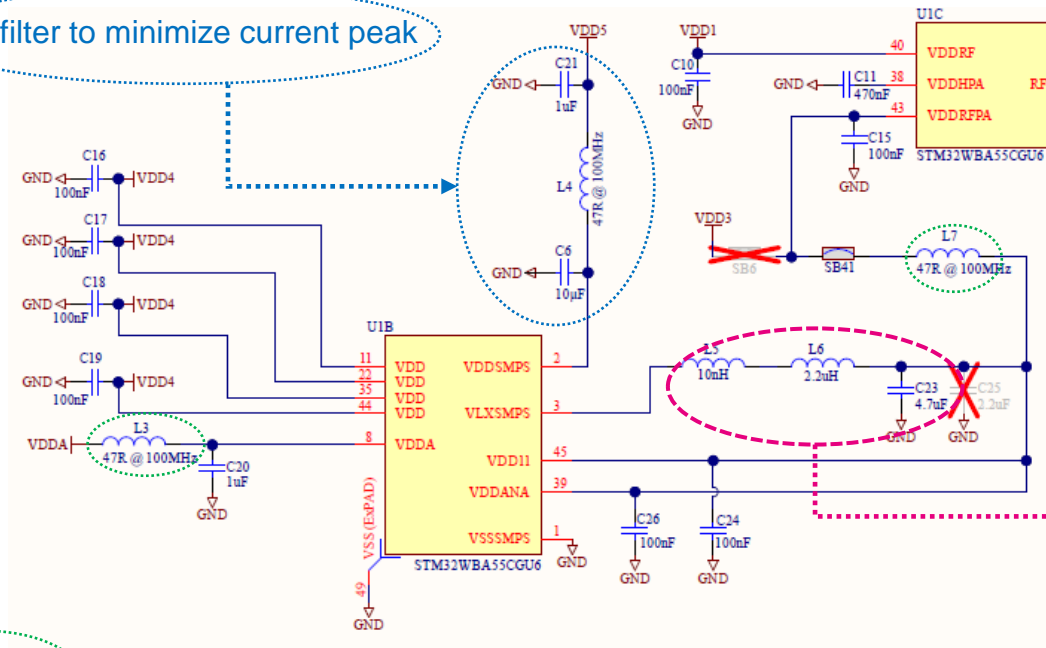 filter to minimize current peak
VDD5
C21
GND
1uF
L4
47R @ 100MHz
C6
GND
10µF
VDD1
C10
100nF
GND
U1C
40
VDDRF
GND
C11
470nF
38
VDDHPA
RF
43
VDDRFPA
C15
100nF
GND
STM32WBA55CGU6
VDD3
SB6
SB41
L7
47R @ 100MHz
C16
GND
100nF
VDD4
C17
GND
100nF
VDD4
C18
GND
100nF
VDD4
C19
GND
100nF
VDD4
L3
VDDA
47R @ 100MHz
C20
1uF
GND
U1B
11
VDD
22
VDD
35
VDD
44
VDD
8
VDDA
VDDSMPS
2
VLXSMPS
3
VDD11
45
VDDANA
39
VSSSMPS
1
GND
VSS (ExPAD)
49
GND
STM32WBA55CGU6
L5
10nH
L6
2.2uH
C23
4.7uF
GND
C25
2.2uF
GND
C26
100nF
GND
C24
100nF
GND